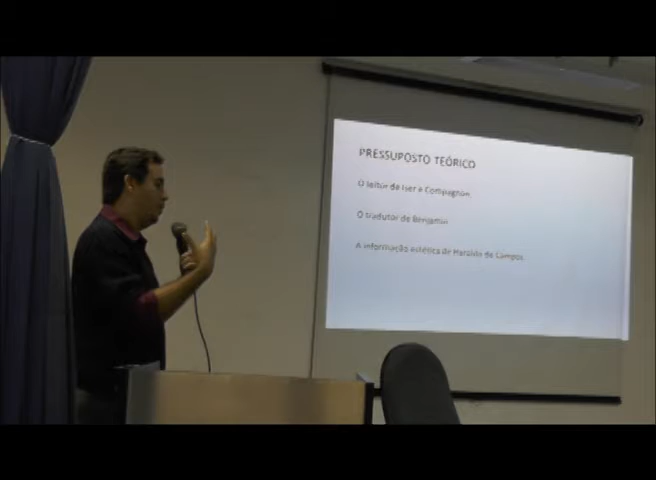 PRESSUPOSTO TEÓRICO
O leitor de Iser e Compagnon
O tradutor de Benjamin
A informação estética de Haroldo de Campos.